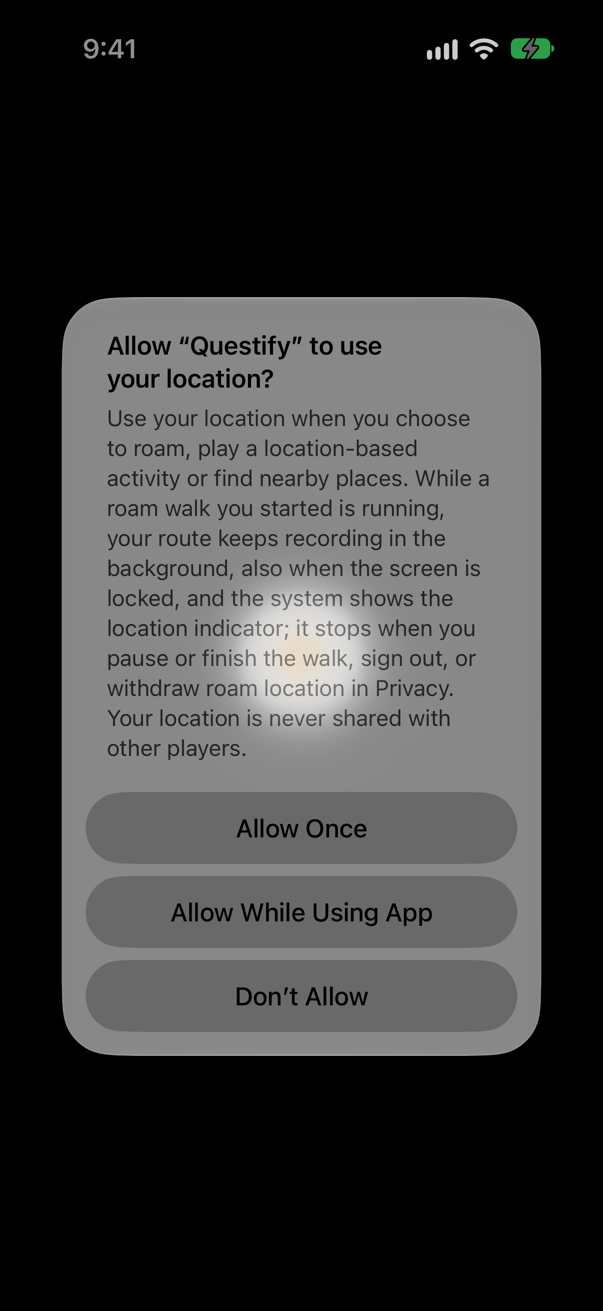 9:41
Allow “Questify” to use
your location?
Use your location when you choose
to roam, play a location-based
activity or find nearby places. While a
roam walk you started is running,
your route keeps recording in the
background, also when the screen is
locked, and the system shows the
location indicator; it stops when you
pause or finish the walk, sign out, or
withdraw roam location in Privacy.
Your location is never shared with
other players.
Allow Once
Allow While Using App
Don’t Allow